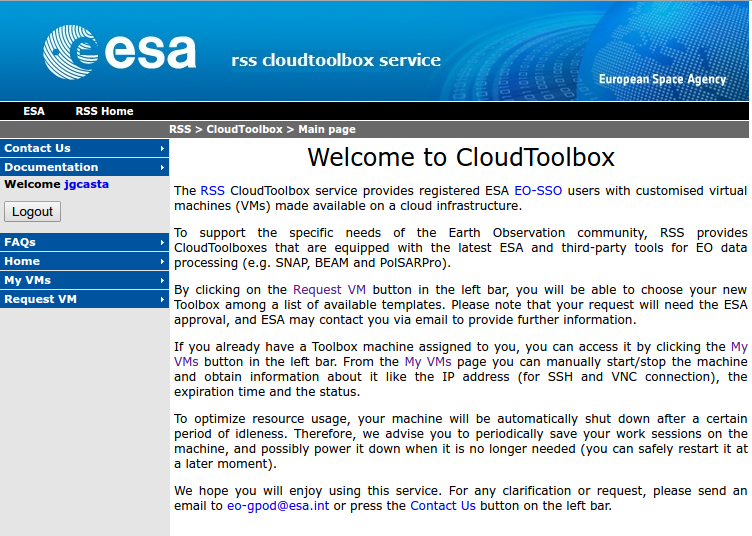 esa
rss cloudtoolbox service
European Space Agency
ESA RSS Home
RSS > CloudToolbox > Main page
Contact Us
Documentation
Welcome jgcasta
Logout
FAQs
Home
My VMs
Request VM
Welcome to CloudToolbox
The RSS CloudToolbox service provides registered ESA EO-SSO users with customised virtual
machines (VMs) made available on a cloud infrastructure.
To support the specific needs of the Earth Observation community, RSS provides
CloudToolboxes that are equipped with the latest ESA and third-party tools for EO data
processing (e.g. SNAP, BEAM and PolSARPro).
By clicking on the Request VM button in the left bar, you will be able to choose your new
Toolbox among a list of available templates. Please note that your request will need the ESA
approval, and ESA may contact you via email to provide further information.
If you already have a Toolbox machine assigned to you, you can access it by clicking the My
VMs button in the left bar. From the My VMs page you can manually start/stop the machine
and obtain information about it like the IP address (for SSH and VNC connection), the
expiration time and the status.
To optimize resource usage, your machine will be automatically shut down after a certain
period of idleness. Therefore, we advise you to periodically save your work sessions on the
machine, and possibly power it down when it is no longer needed (you can safely restart it at
a later moment).
We hope you will enjoy using this service. For any clarification or request, please send an
email to eo-gpod@esa.int or press the Contact Us button on the left bar.